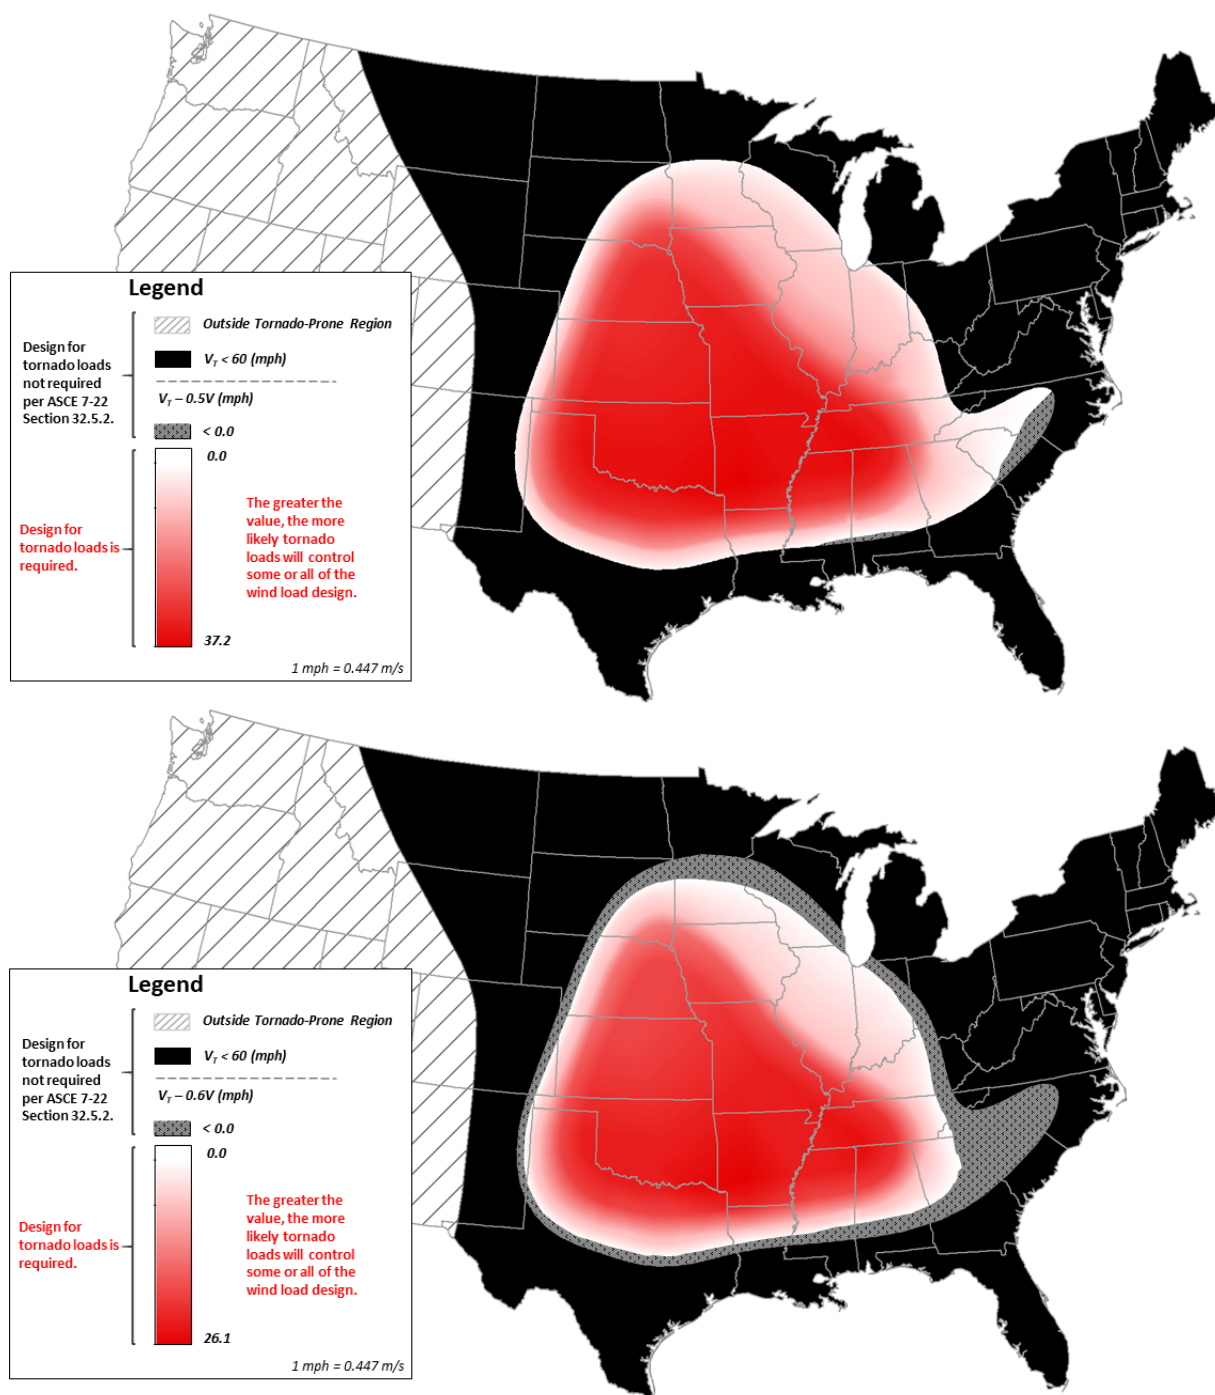 Legend
Outside Tornado-Prone Region
Design for
tornado loads
not required
per ASCE 7-22
Section 32.5.2.
V_T < 60 (mph)
V_T – 0.5V (mph)
< 0.0
0.0
Design for
tornado loads is
required.
The greater the
value, the more
likely tornado
loads will control
some or all of the
wind load design.
37.2
1 mph = 0.447 m/s
Legend
Outside Tornado-Prone Region
Design for
tornado loads
not required
per ASCE 7-22
Section 32.5.2.
V_T < 60 (mph)
V_T – 0.6V (mph)
< 0.0
0.0
Design for
tornado loads is
required.
The greater the
value, the more
likely tornado
loads will control
some or all of the
wind load design.
26.1
1 mph = 0.447 m/s